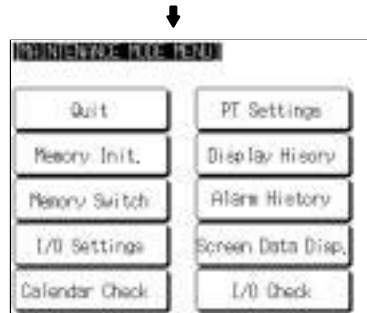 [MAINTENANCE MODE MENU]
Quit
PT Settings
Memory Init.
Display Hisory
Memory Switch
Alarm History
I/O Settings
Screen Data Disp.
Calendar Check
I/O Check